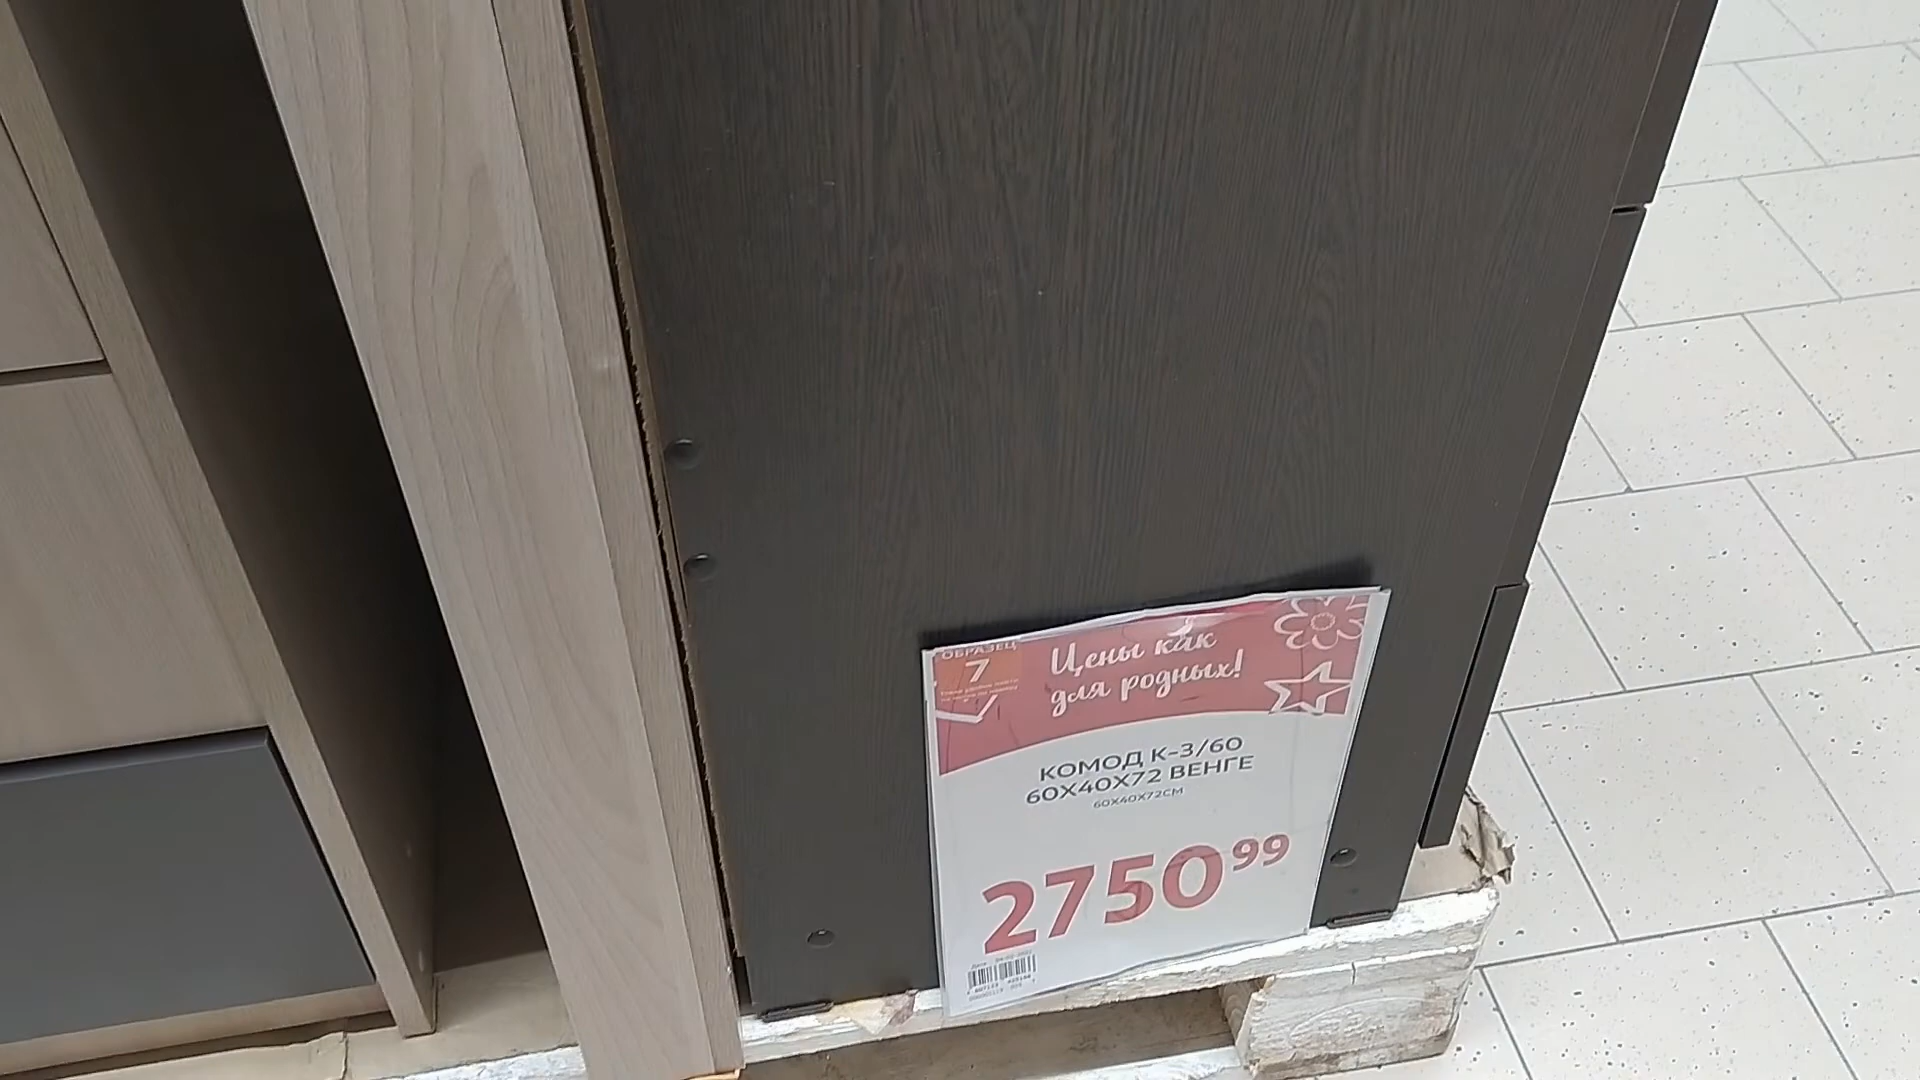 ОБРАЗЕЦ
7
Цены как
для родных!
КОМОД К-3/60
60Х40Х72 ВЕНГЕ
60Х40Х72СМ
2750 99